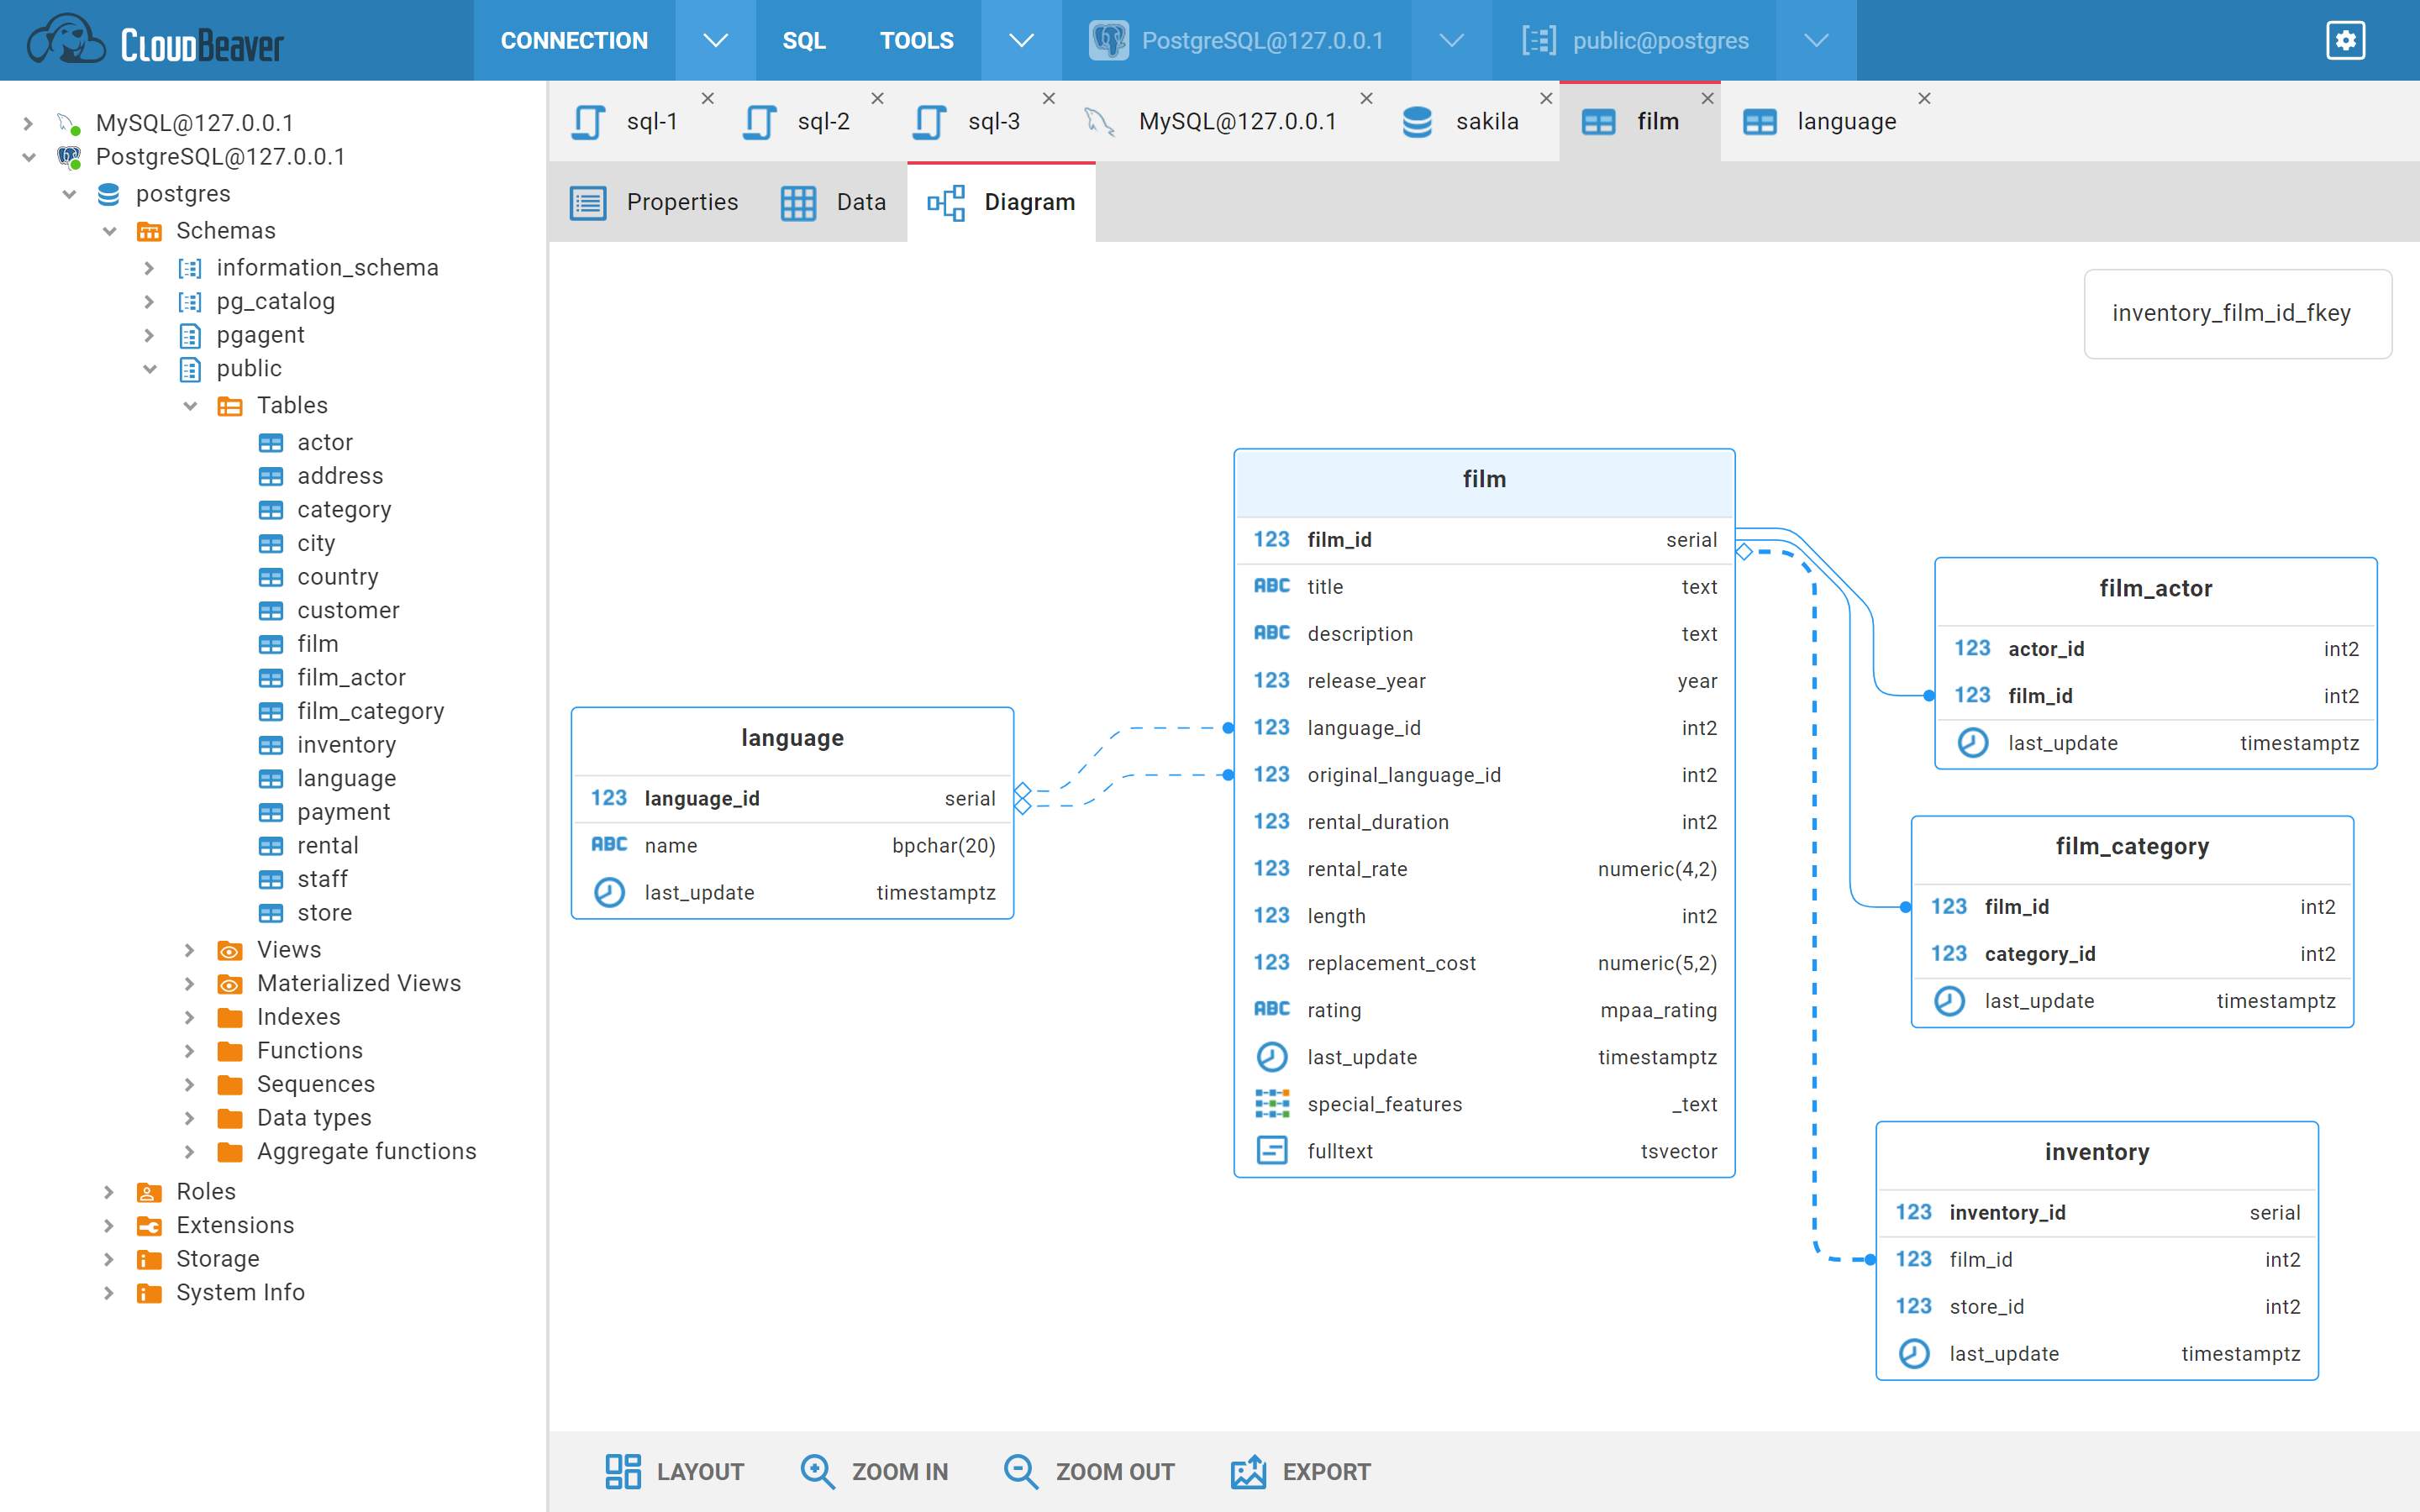 CloudBeaver
CONNECTION
SQL
TOOLS
PostgreSQL@127.0.0.1
public@postgres
MySQL@127.0.0.1
PostgreSQL@127.0.0.1
postgres
Schemas
information_schema
pg_catalog
pgagent
public
Tables
actor
address
category
city
country
customer
film
film_actor
film_category
inventory
language
payment
rental
staff
store
Views
Materialized Views
Indexes
Functions
Sequences
Data types
Aggregate functions
Roles
Extensions
Storage
System Info
sql-1
sql-2
sql-3
MySQL@127.0.0.1
sakila
film
language
Properties
Data
Diagram
inventory_film_id_fkey
language
123 language_id serial
ABC name bpchar(20)
last_update timestamptz
film
123 film_id serial
ABC title text
ABC description text
123 release_year year
123 language_id int2
123 original_language_id int2
123 rental_duration int2
123 rental_rate numeric(4,2)
123 length int2
123 replacement_cost numeric(5,2)
ABC rating mpaa_rating
last_update timestamptz
special_features _text
fulltext tsvector
film_actor
123 actor_id int2
123 film_id int2
last_update timestamptz
film_category
123 film_id int2
123 category_id int2
last_update timestamptz
inventory
123 inventory_id serial
123 film_id int2
123 store_id int2
last_update timestamptz
LAYOUT
ZOOM IN
ZOOM OUT
EXPORT